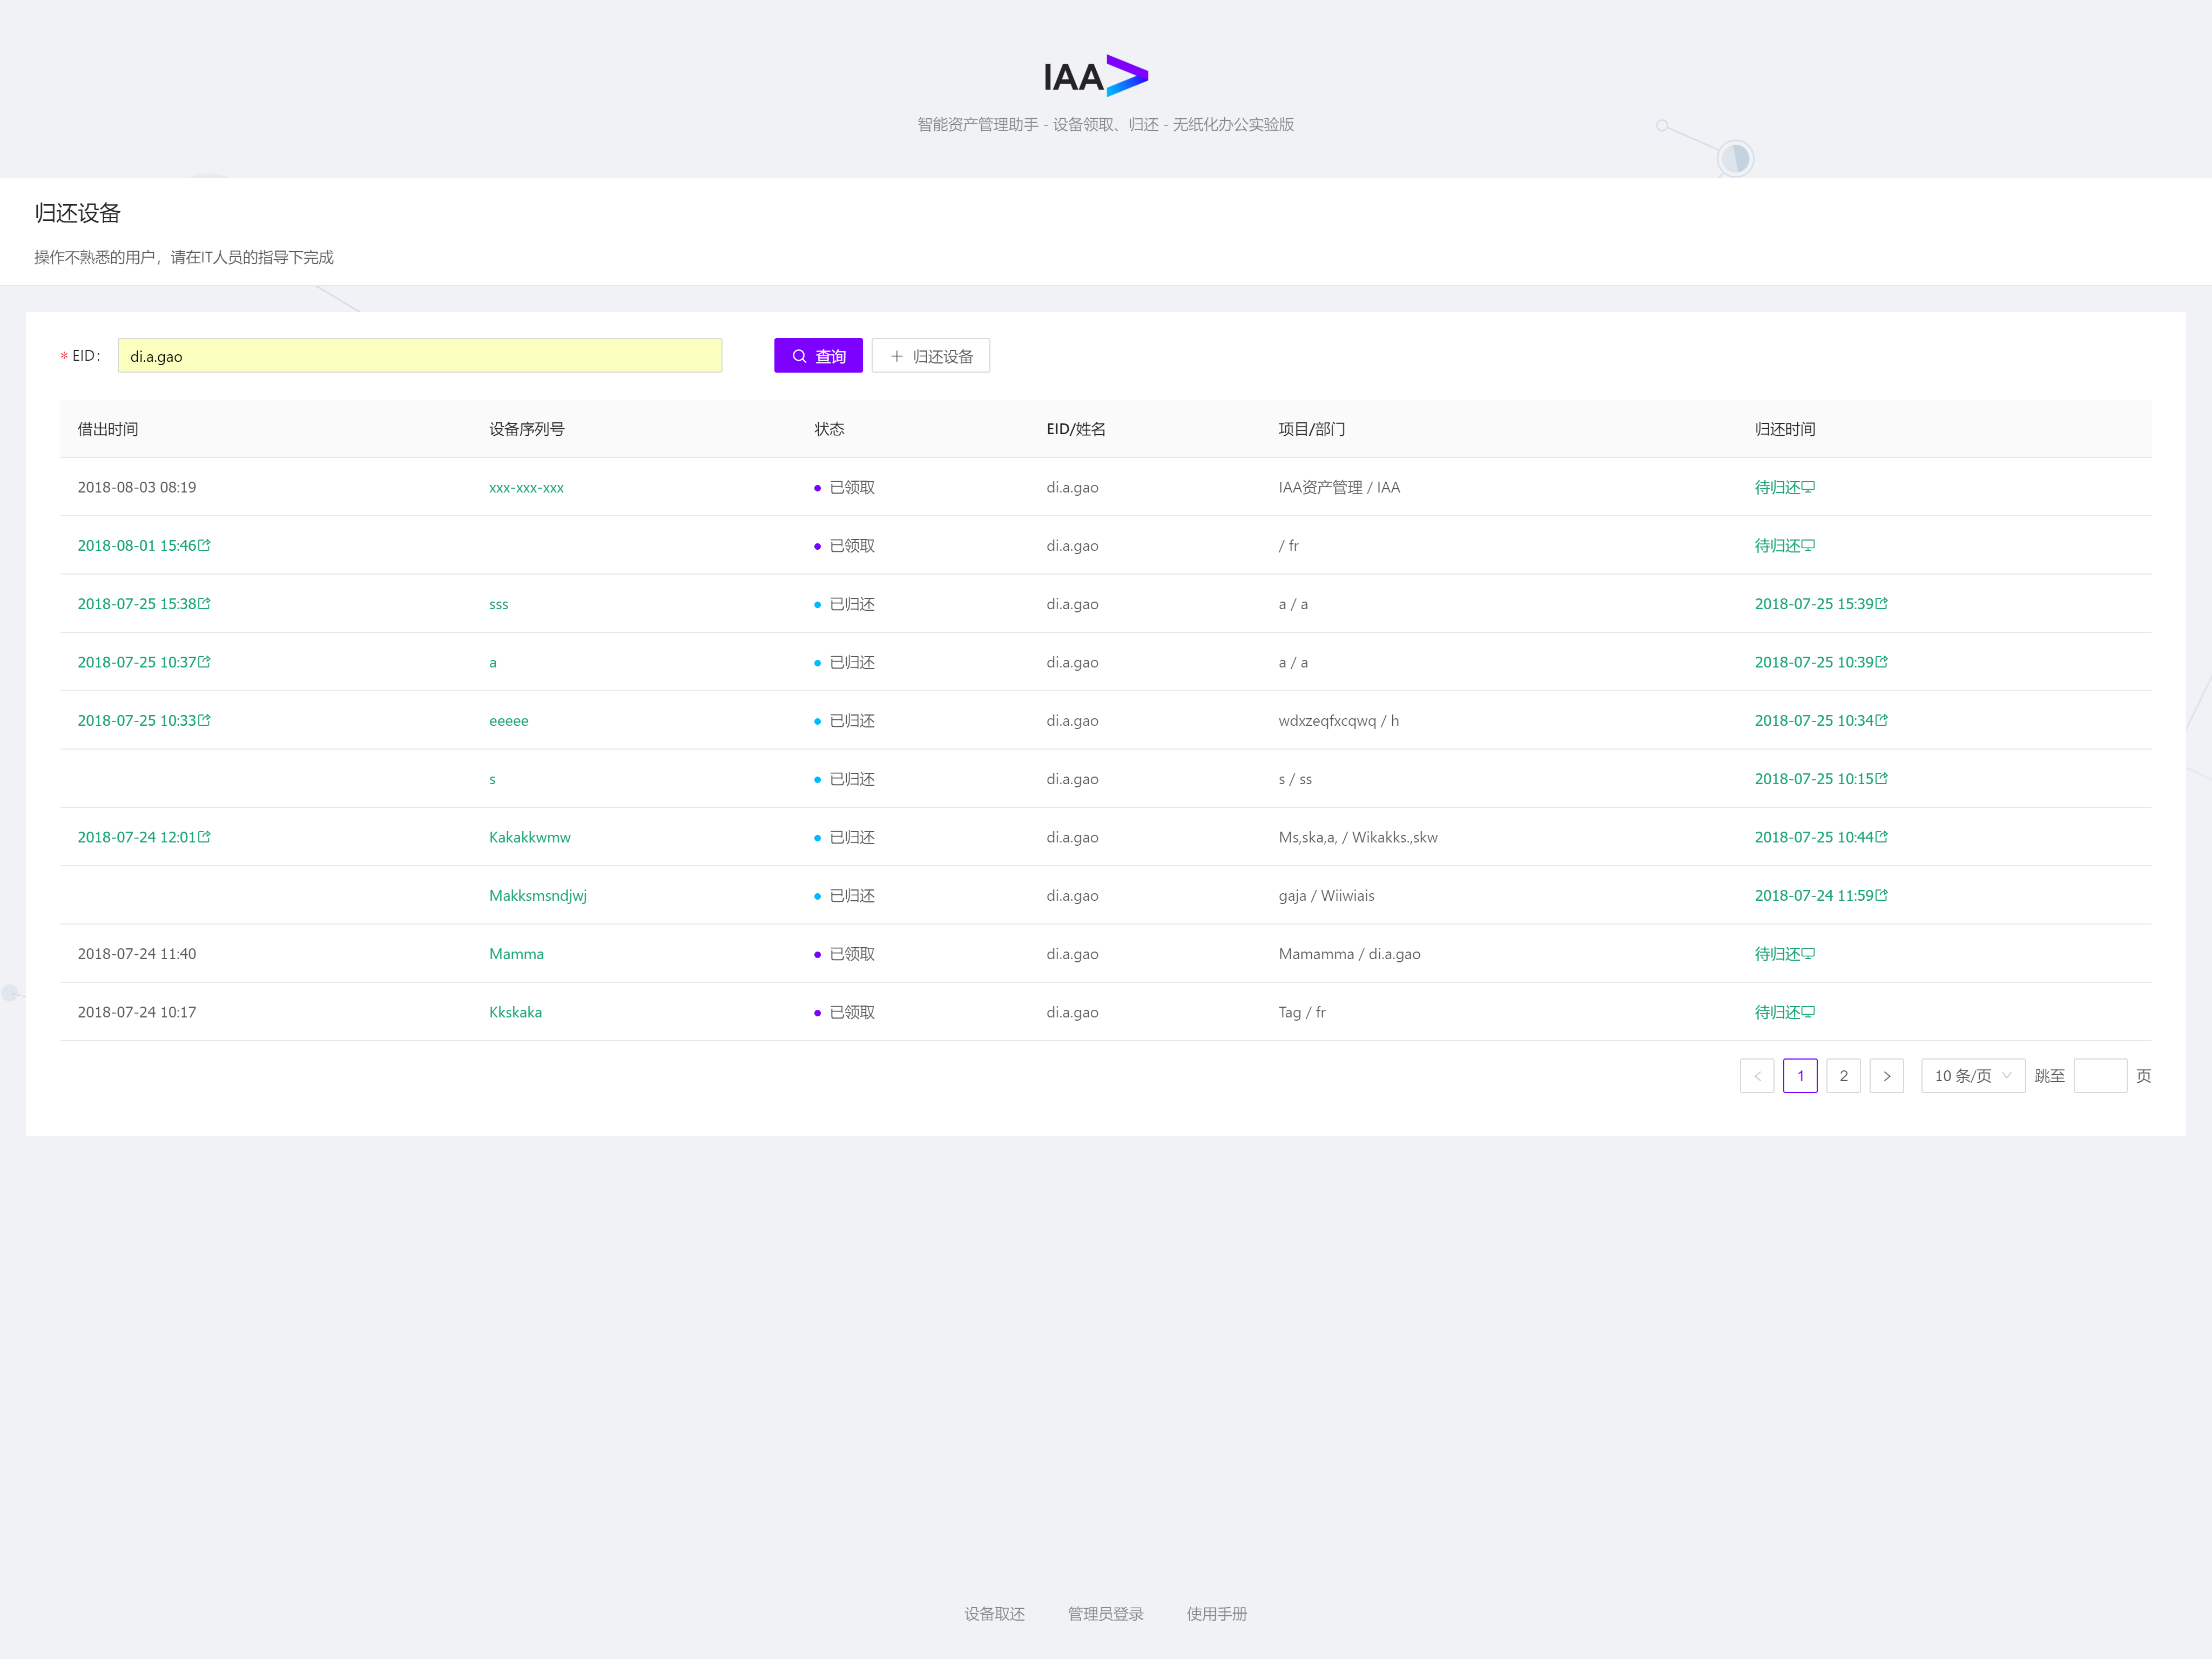 IAA
智能资产管理助手 - 设备领取、归还 - 无纸化办公实验版
归还设备
操作不熟悉的用户，请在IT人员的指导下完成
* EID： di.a.gao 查询 归还设备
借出时间 设备序列号 状态 EID/姓名 项目/部门 归还时间
2018-08-03 08:19 xxx-xxx-xxx 已领取 di.a.gao IAA资产管理 / IAA 待归还
2018-08-01 15:46 已领取 di.a.gao / fr 待归还
2018-07-25 15:38 sss 已归还 di.a.gao a / a 2018-07-25 15:39
2018-07-25 10:37 a 已归还 di.a.gao a / a 2018-07-25 10:39
2018-07-25 10:33 eeeee 已归还 di.a.gao wdxzeqfxcqwq / h 2018-07-25 10:34
s 已归还 di.a.gao s / ss 2018-07-25 10:15
2018-07-24 12:01 Kakakkwmw 已归还 di.a.gao Ms,ska,a, / Wikakks.,skw 2018-07-25 10:44
Makksmsndjwj 已归还 di.a.gao gaja / Wiiwiais 2018-07-24 11:59
2018-07-24 11:40 Mamma 已领取 di.a.gao Mamamma / di.a.gao 待归还
2018-07-24 10:17 Kkskaka 已领取 di.a.gao Tag / fr 待归还
1 2 10 条/页 跳至 页
设备取还 管理员登录 使用手册